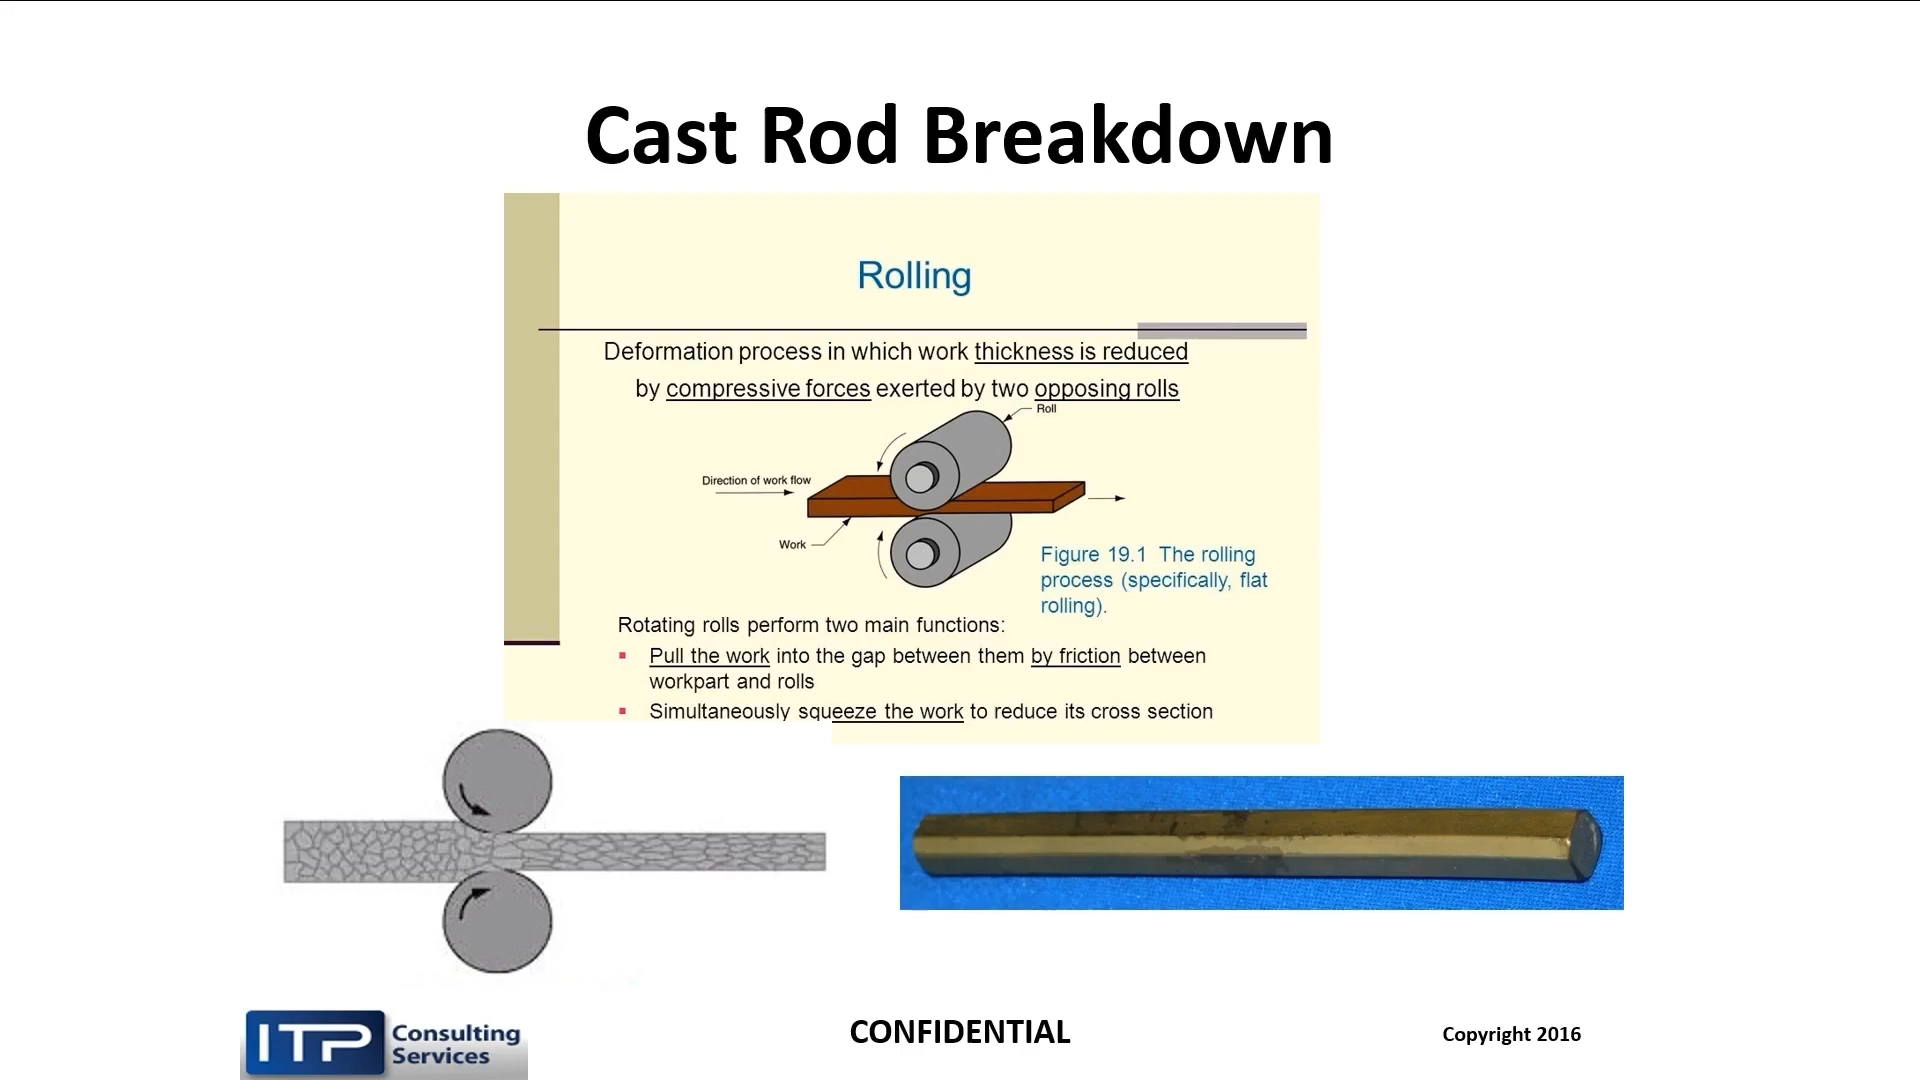 Cast Rod Breakdown
Rolling
Deformation process in which work thickness is reduced
by compressive forces exerted by two opposing rolls
Roll
Direction of work flow
Work
Figure 19.1 The rolling
process (specifically, flat
rolling).
Rotating rolls perform two main functions:
▪ Pull the work into the gap between them by friction between
workpart and rolls
▪ Simultaneously squeeze the work to reduce its cross section
ITP Consulting
Services
CONFIDENTIAL
Copyright 2016